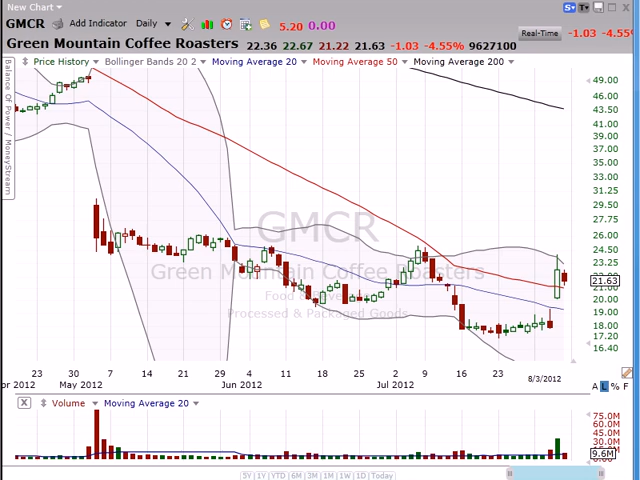 New Chart
GMCR Add Indicator Daily 5.20 0.00
Green Mountain Coffee Roasters 22.36 22.67 21.22 21.63 -1.03 -4.55% 9627100
Real-Time -1.03 -4.55%
Price History Bollinger Bands 20 2 Moving Average 20 Moving Average 50 Moving Average 200
Balance Of Power / MoneyStream
49.00
46.00
43.50
41.00
39.00
37.00
35.00
33.00
31.25
29.50
27.75
26.00
24.50
23.25
21.63
20.00
19.00
18.00
17.20
16.40
GMCR
Green Mountain Coffee Roasters
Processed & Packaged Goods
23 30 7 14 21 29 4 11 18 25 2 9 16 23 8/3/2012
pr 2012 May 2012 Jun 2012 Jul 2012
A L % F
X Volume Moving Average 20
75.0M
60.0M
45.0M
30.0M
9.6M
5Y 1Y YTD 6M 3M 1M 1W 1D Today